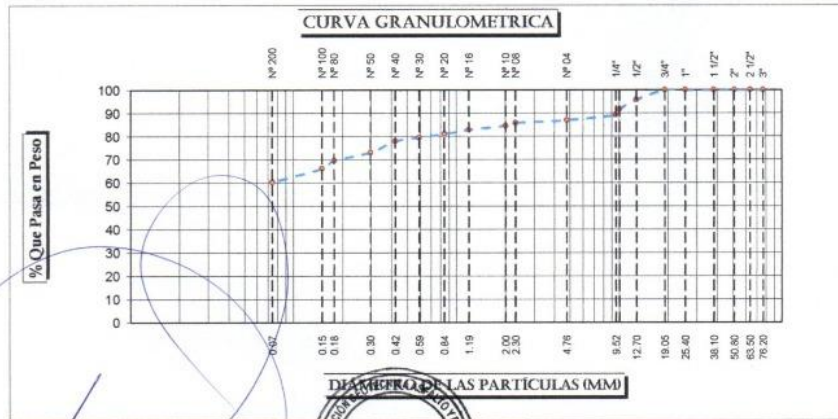 CURVA GRANULOMETRICA
Nº 200 Nº 100 Nº 80 Nº 50 Nº 40 Nº 30 Nº 20 Nº 16 Nº 10 Nº 08 Nº 04 1/4" 1/2" 3/4" 1" 1 1/2" 2" 2 1/2" 3"
% Que Pasa en Peso
100
90
80
70
60
50
40
30
20
10
0
0.07 0.15 0.18 0.30 0.42 0.59 0.84 1.19 2.00 2.30 4.76 9.52 12.70 19.05 25.40 38.10 50.80 63.50 76.20
DIAMETRO DE LAS PARTÍCULAS (MM)